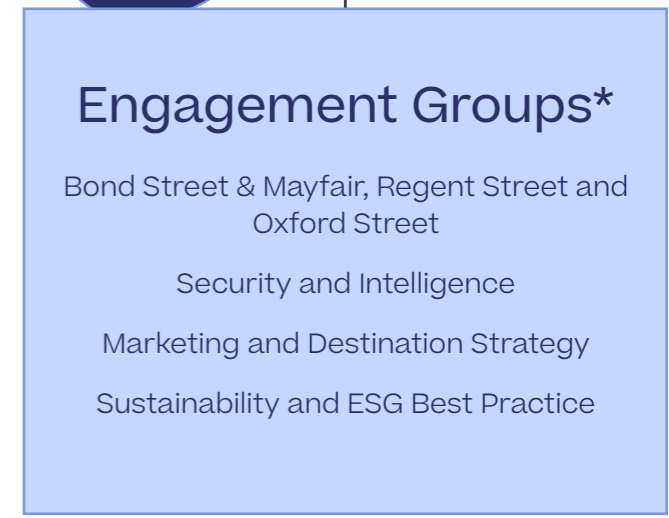 Engagement Groups*
Bond Street & Mayfair, Regent Street and
Oxford Street
Security and Intelligence
Marketing and Destination Strategy
Sustainability and ESG Best Practice